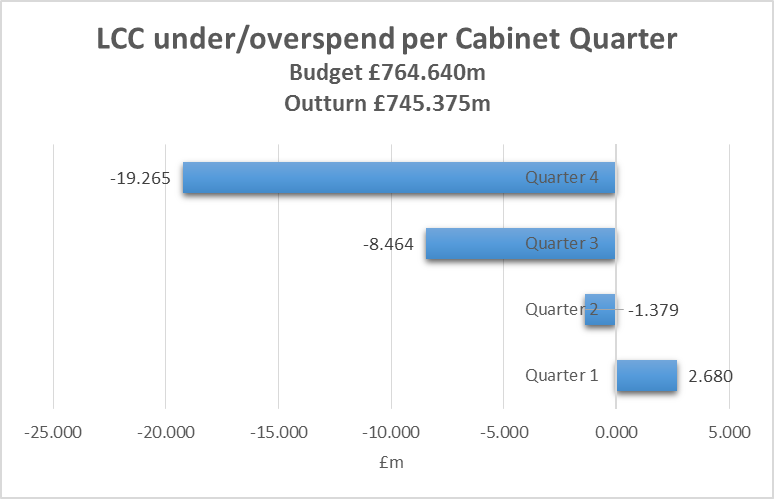 LCC under/overspend per Cabinet Quarter
Budget £764.640m
Outturn £745.375m
-19.265 Quarter 4
-8.464 Quarter 3
Quarter 2 -1.379
Quarter 1 2.680
-25.000 -20.000 -15.000 -10.000 -5.000 0.000 5.000
£m